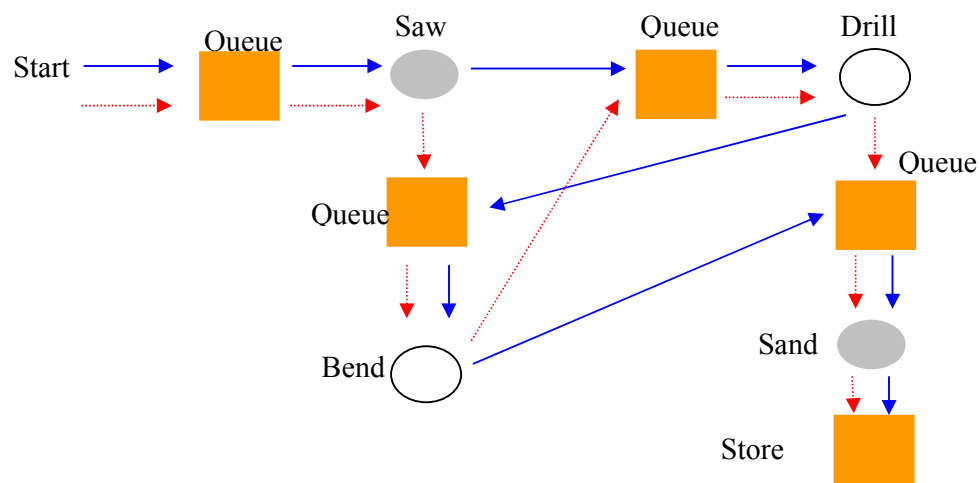 Start
Queue
Saw
Queue
Drill
Queue
Queue
Bend
Sand
Store